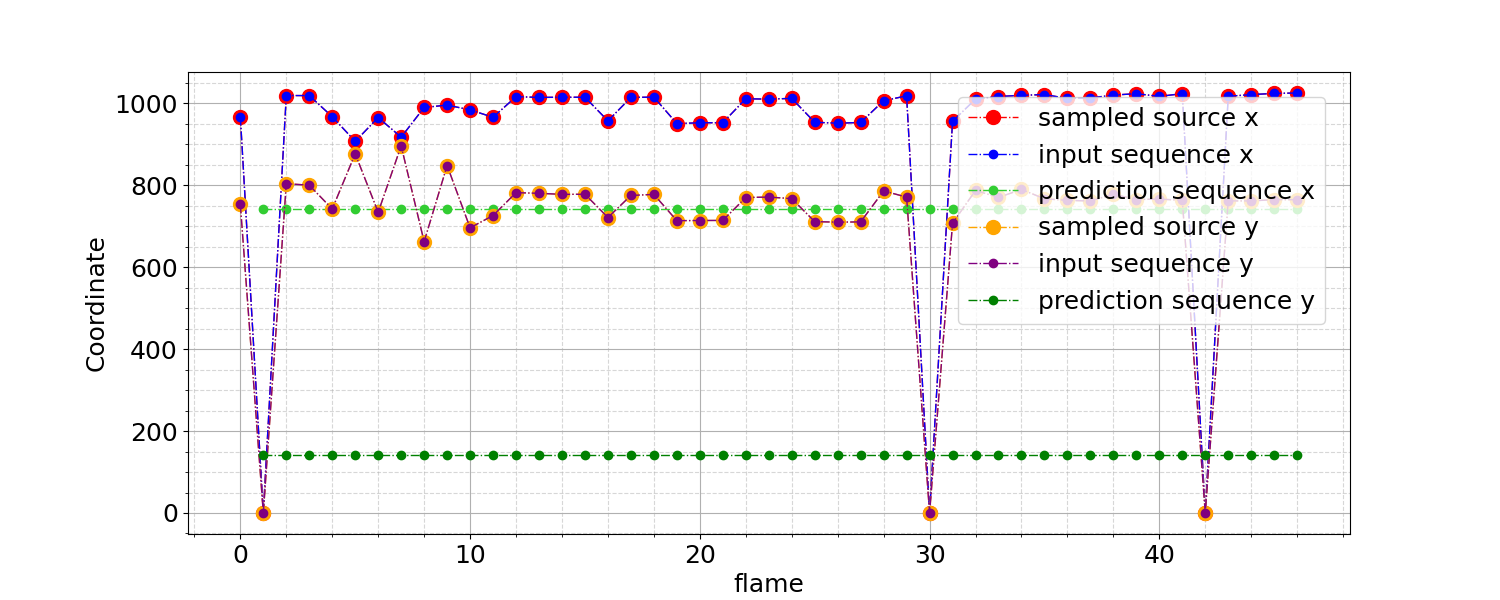 1000
800
600
400
200
0
Coordinate
sampled source x
input sequence x
prediction sequence x
sampled source y
input sequence y
prediction sequence y
0 10 20 30 40
flame